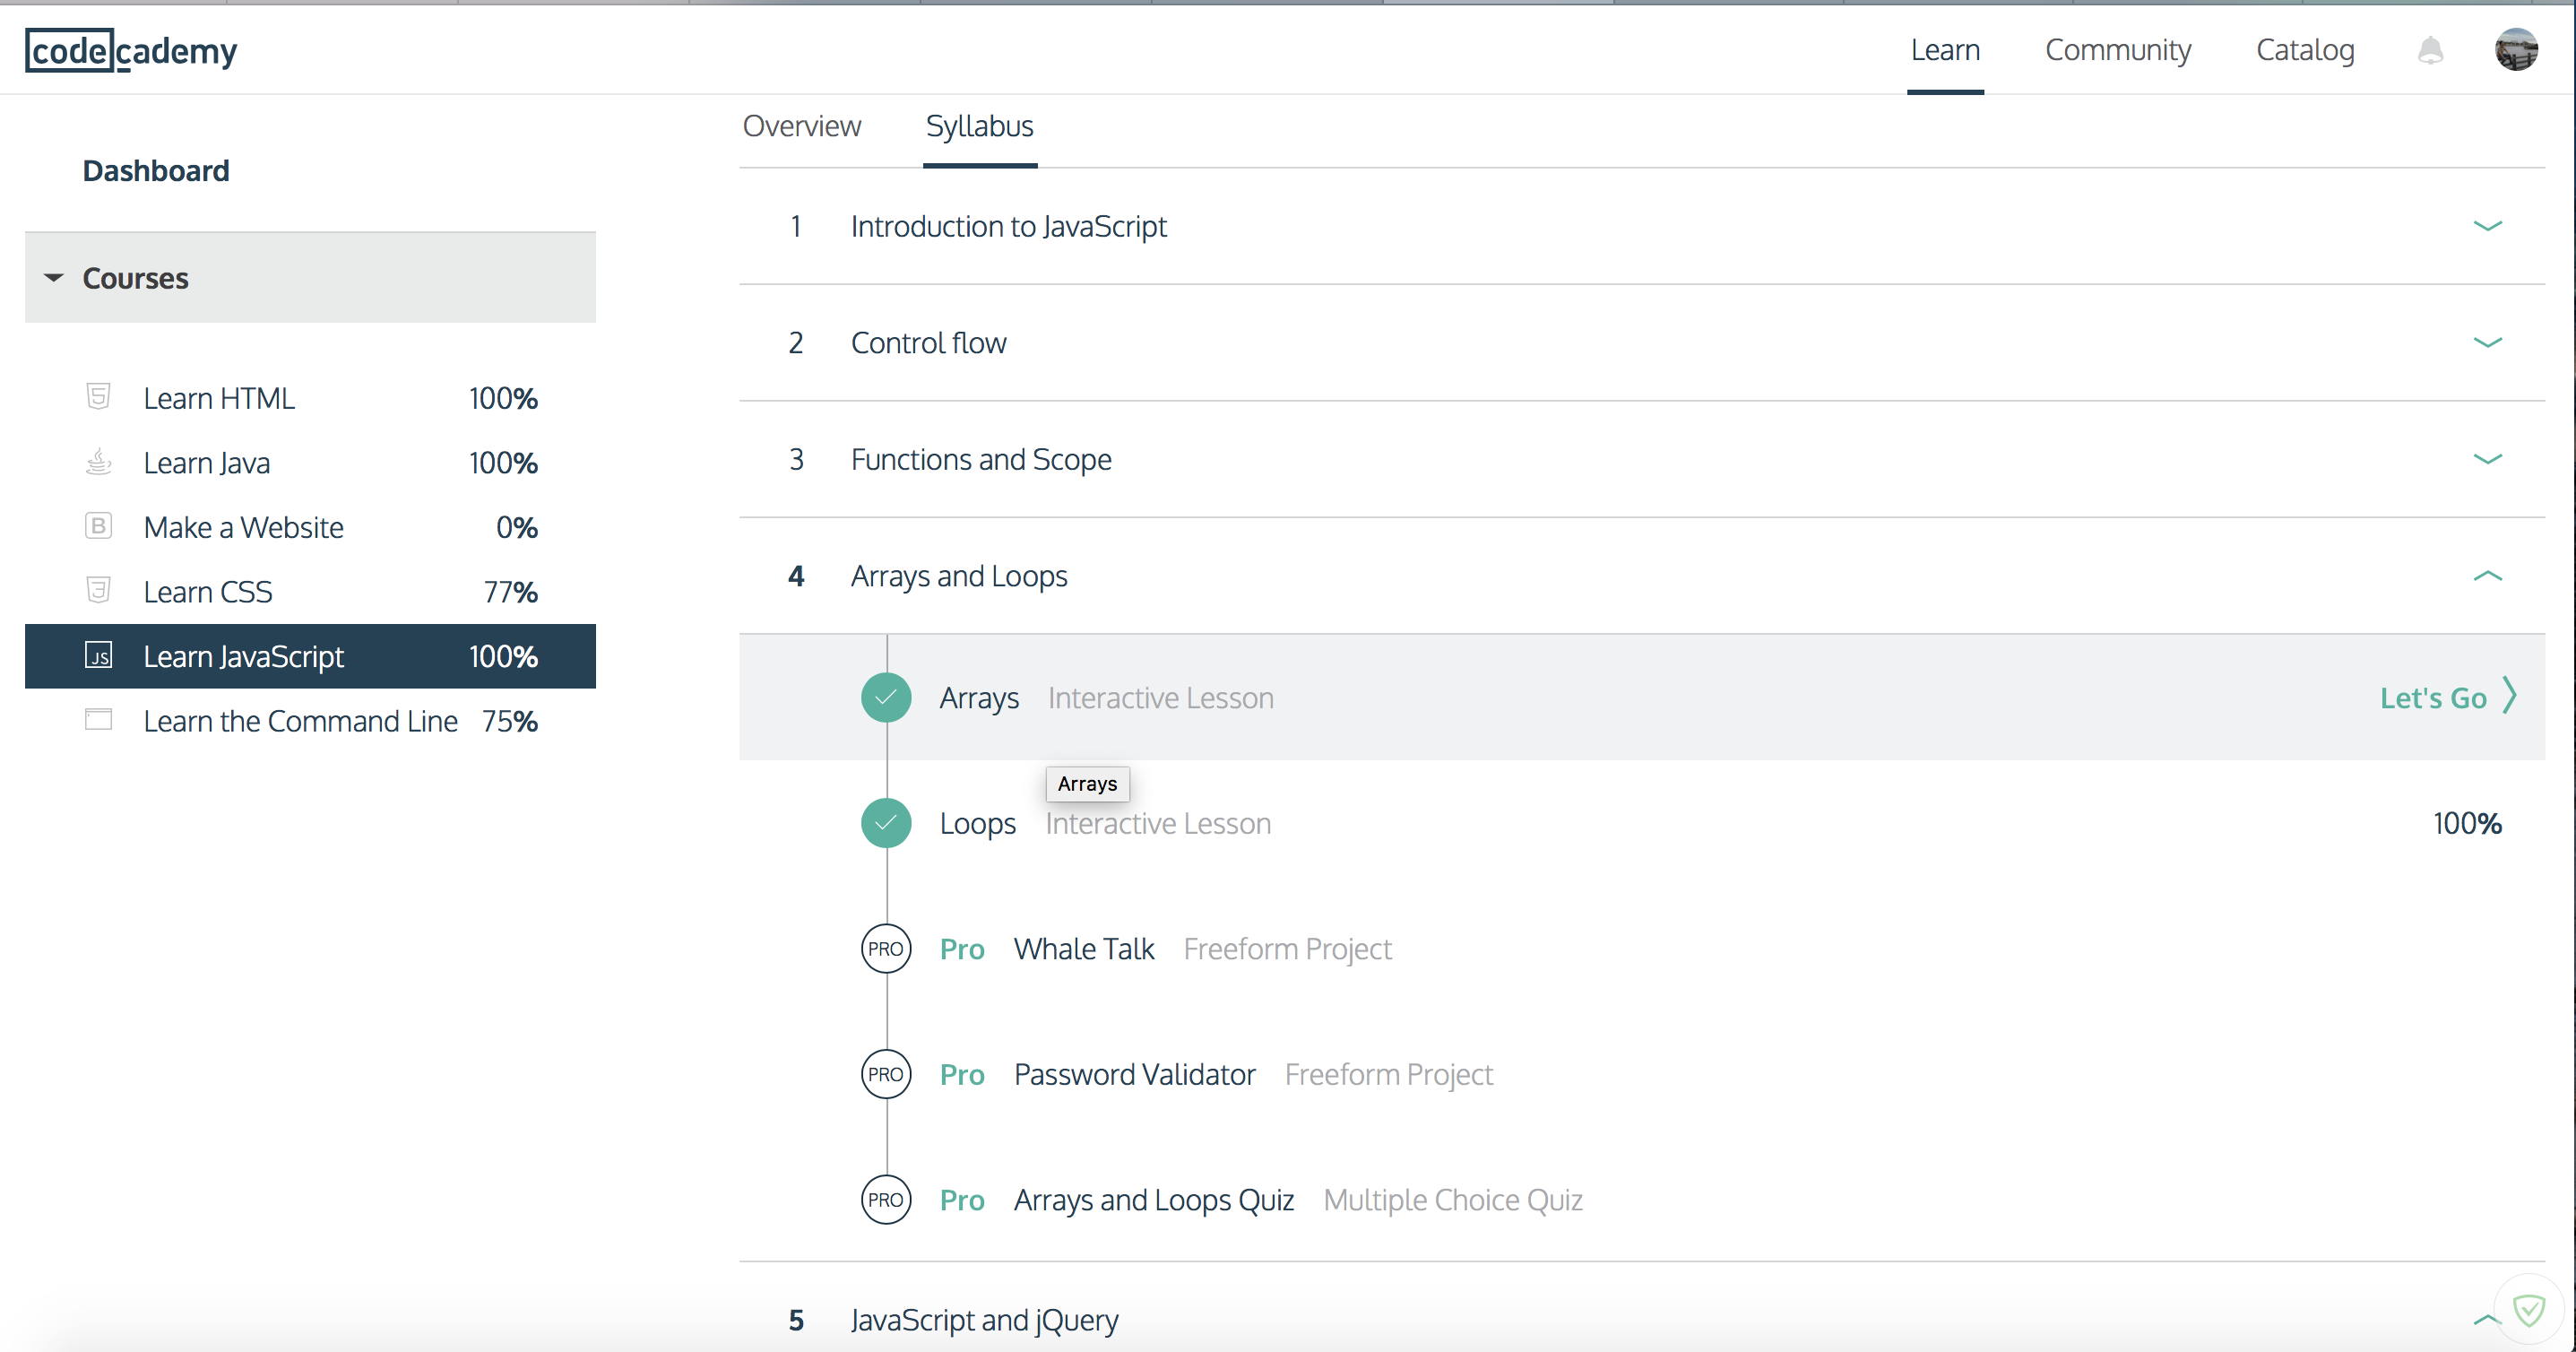 codecademy
Learn Community Catalog
Dashboard
Courses
Learn HTML 100%
Learn Java 100%
B Make a Website 0%
Learn CSS 77%
JS Learn JavaScript 100%
Learn the Command Line 75%
Overview Syllabus
1 Introduction to JavaScript
2 Control flow
3 Functions and Scope
4 Arrays and Loops
Arrays Interactive Lesson Let's Go
Arrays
Loops Interactive Lesson 100%
PRO Pro Whale Talk Freeform Project
PRO Pro Password Validator Freeform Project
PRO Pro Arrays and Loops Quiz Multiple Choice Quiz
5 JavaScript and jQuery